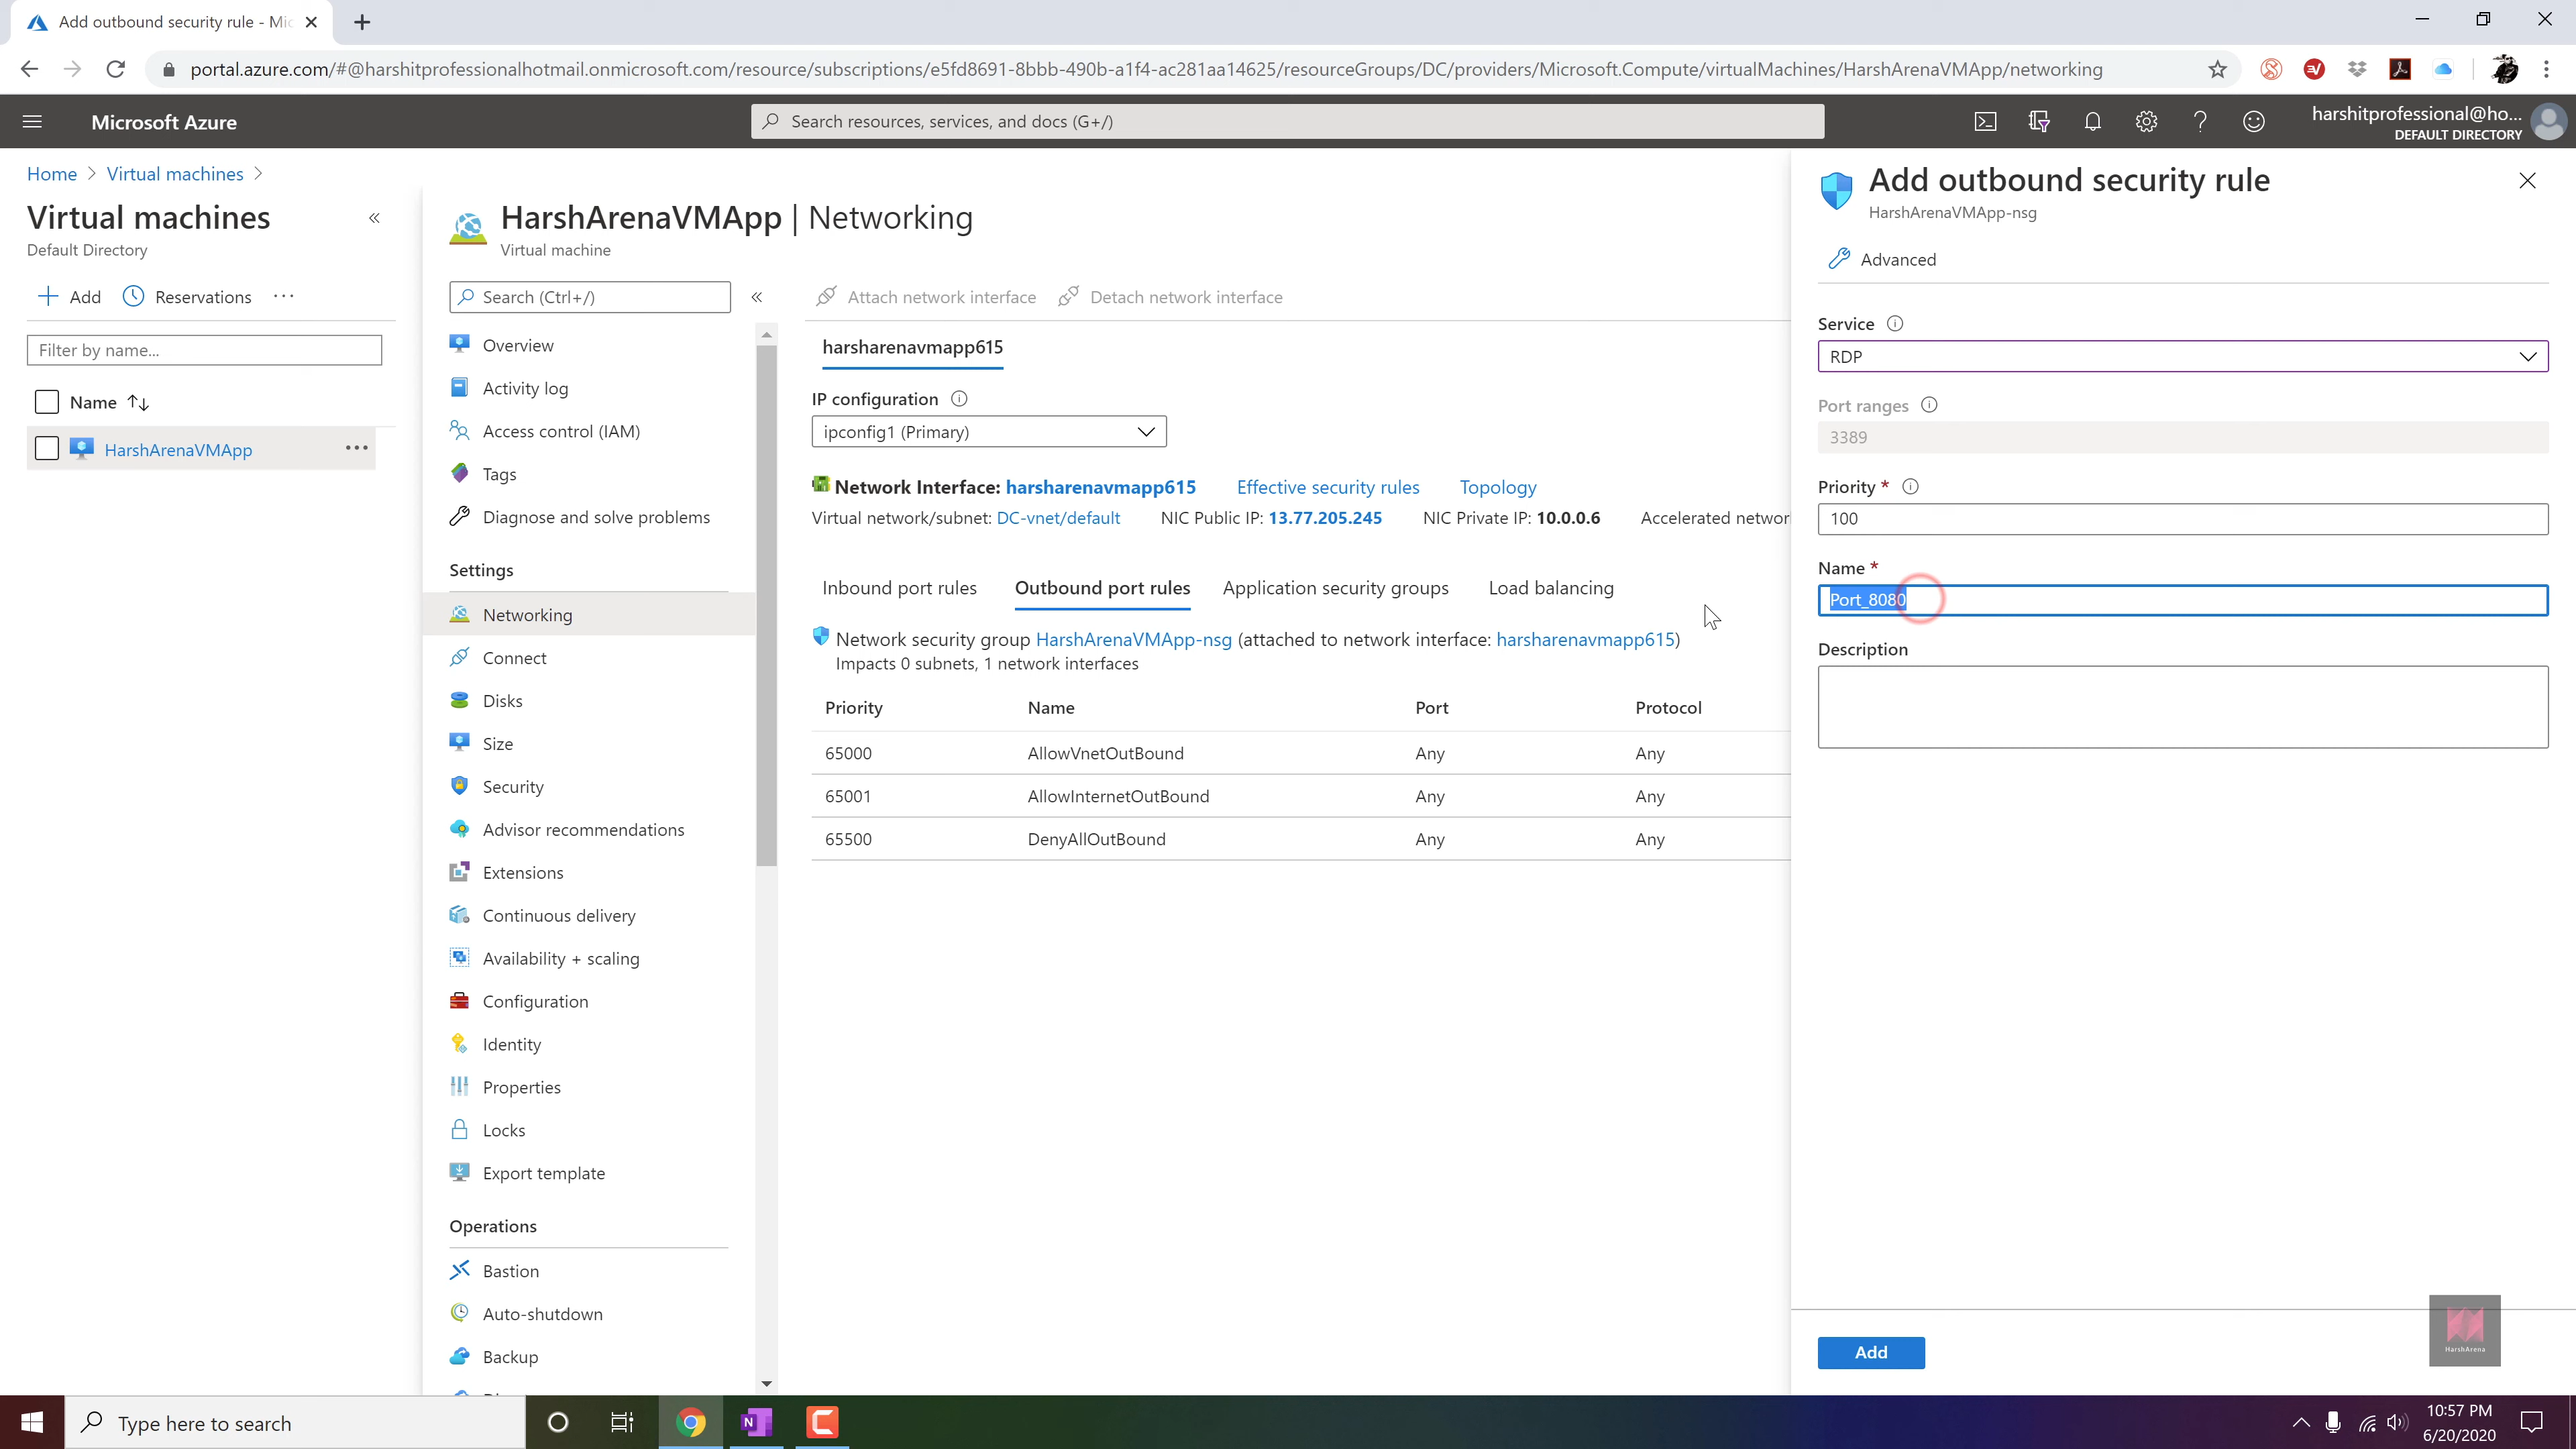 Add outbound security rule - Mic
portal.azure.com/#@harshitprofessionalhotmail.onmicrosoft.com/resource/subscriptions/e5fd8691-8bbb-490b-a1f4-ac281aa14625/resourceGroups/DC/providers/Microsoft.Compute/virtualMachines/HarshArenaVMApp/networking
Microsoft Azure
Search resources, services, and docs (G+/)
harshitprofessional@ho...
DEFAULT DIRECTORY
Home > Virtual machines >
Virtual machines
Default Directory
Add
Reservations
Filter by name...
Name
HarshArenaVMApp
HarshArenaVMApp | Networking
Virtual machine
Search (Ctrl+/)
Overview
Activity log
Access control (IAM)
Tags
Diagnose and solve problems
Settings
Networking
Connect
Disks
Size
Security
Advisor recommendations
Extensions
Continuous delivery
Availability + scaling
Configuration
Identity
Properties
Locks
Export template
Operations
Bastion
Auto-shutdown
Backup
Attach network interface
Detach network interface
harsharenavmapp615
IP configuration
ipconfig1 (Primary)
Network Interface: harsharenavmapp615 Effective security rules Topology
Virtual network/subnet: DC-vnet/default NIC Public IP: 13.77.205.245 NIC Private IP: 10.0.0.6 Accelerated networ
Inbound port rules Outbound port rules Application security groups Load balancing
Network security group HarshArenaVMApp-nsg (attached to network interface: harsharenavmapp615)
Impacts 0 subnets, 1 network interfaces
Priority Name Port Protocol
65000 AllowVnetOutBound Any Any
65001 AllowInternetOutBound Any Any
65500 DenyAllOutBound Any Any
Add outbound security rule
HarshArenaVMApp-nsg
Advanced
Service
RDP
Port ranges
3389
Priority *
100
Name *
Port_8080
Description
Add
HarshArena
Type here to search
N
10:57 PM
6/20/2020